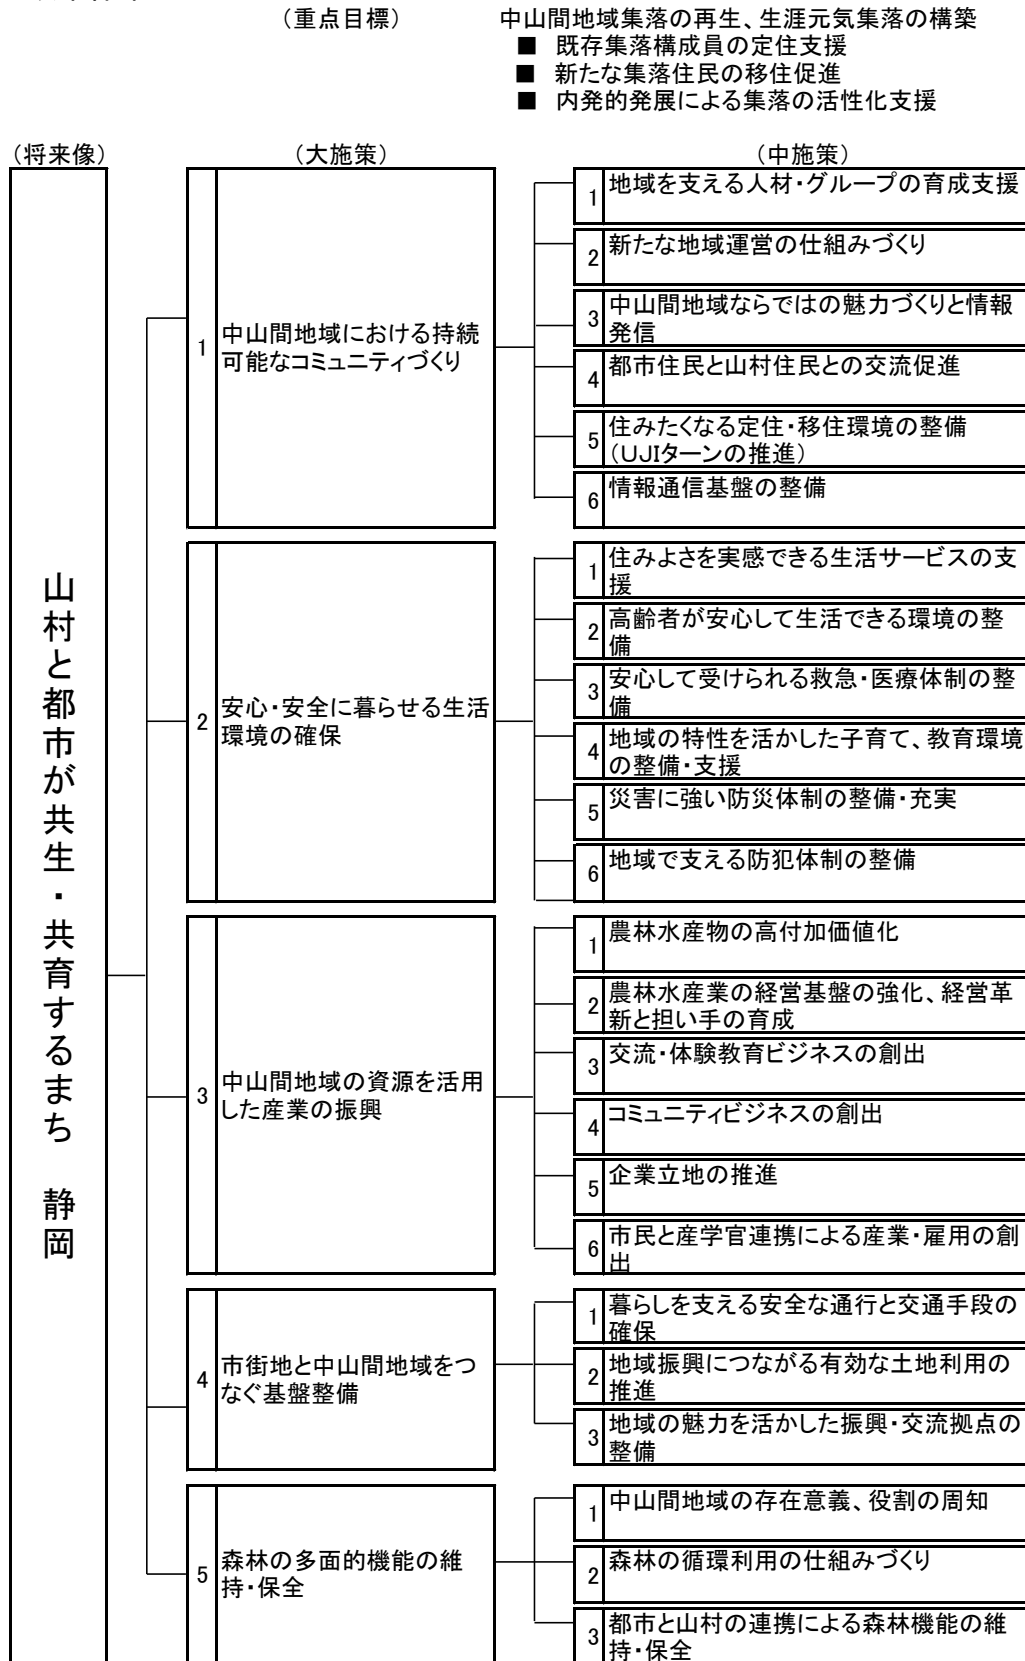 （重点目標）
中山間地域集落の再生、生涯元気集落の構築
■ 既存集落構成員の定住支援
■ 新たな集落住民の移住促進
■ 内発的発展による集落の活性化支援
（将来像）
（大施策）
（中施策）
山村と都市が共生・共育するまち　静岡
1 中山間地域における持続
可能なコミュニティづくり
1 地域を支える人材・グループの育成支援
2 新たな地域運営の仕組みづくり
3 中山間地域ならではの魅力づくりと情報
発信
4 都市住民と山村住民との交流促進
5 住みたくなる定住・移住環境の整備
（UJIターンの推進）
6 情報通信基盤の整備
2 安心・安全に暮らせる生活
環境の確保
1 住みよさを実感できる生活サービスの支
援
2 高齢者が安心して生活できる環境の整
備
3 安心して受けられる救急・医療体制の整
備
4 地域の特性を活かした子育て、教育環境
の整備・支援
5 災害に強い防災体制の整備・充実
6 地域で支える防犯体制の整備
3 中山間地域の資源を活用
した産業の振興
1 農林水産物の高付加価値化
2 農林水産業の経営基盤の強化、経営革
新と担い手の育成
3 交流・体験教育ビジネスの創出
4 コミュニティビジネスの創出
5 企業立地の推進
6 市民と産学官連携による産業・雇用の創
出
4 市街地と中山間地域をつ
なぐ基盤整備
1 暮らしを支える安全な通行と交通手段の
確保
2 地域振興につながる有効な土地利用の
推進
3 地域の魅力を活かした振興・交流拠点の
整備
5 森林の多面的機能の維
持・保全
1 中山間地域の存在意義、役割の周知
2 森林の循環利用の仕組みづくり
3 都市と山村の連携による森林機能の維
持・保全